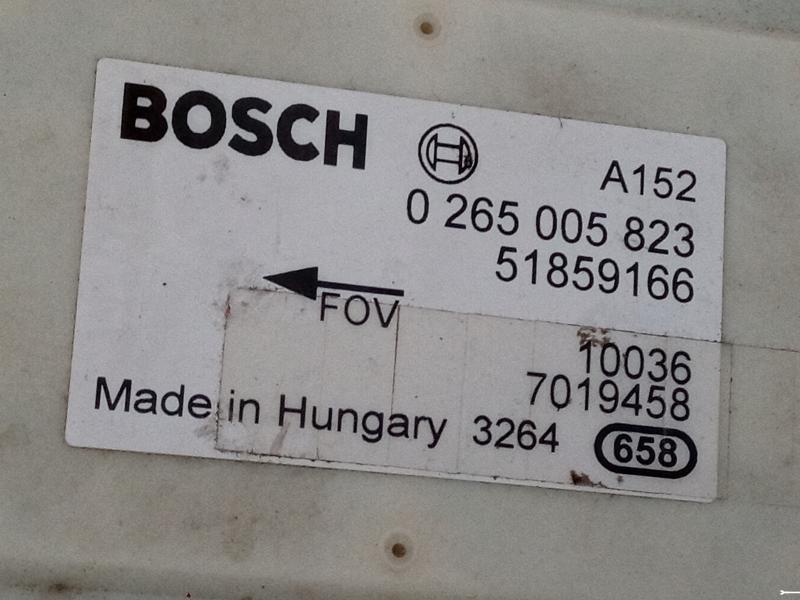 BOSCH
A152
0 265 005 823
51859166
FOV
10036
7019458
Made in Hungary 3264 658